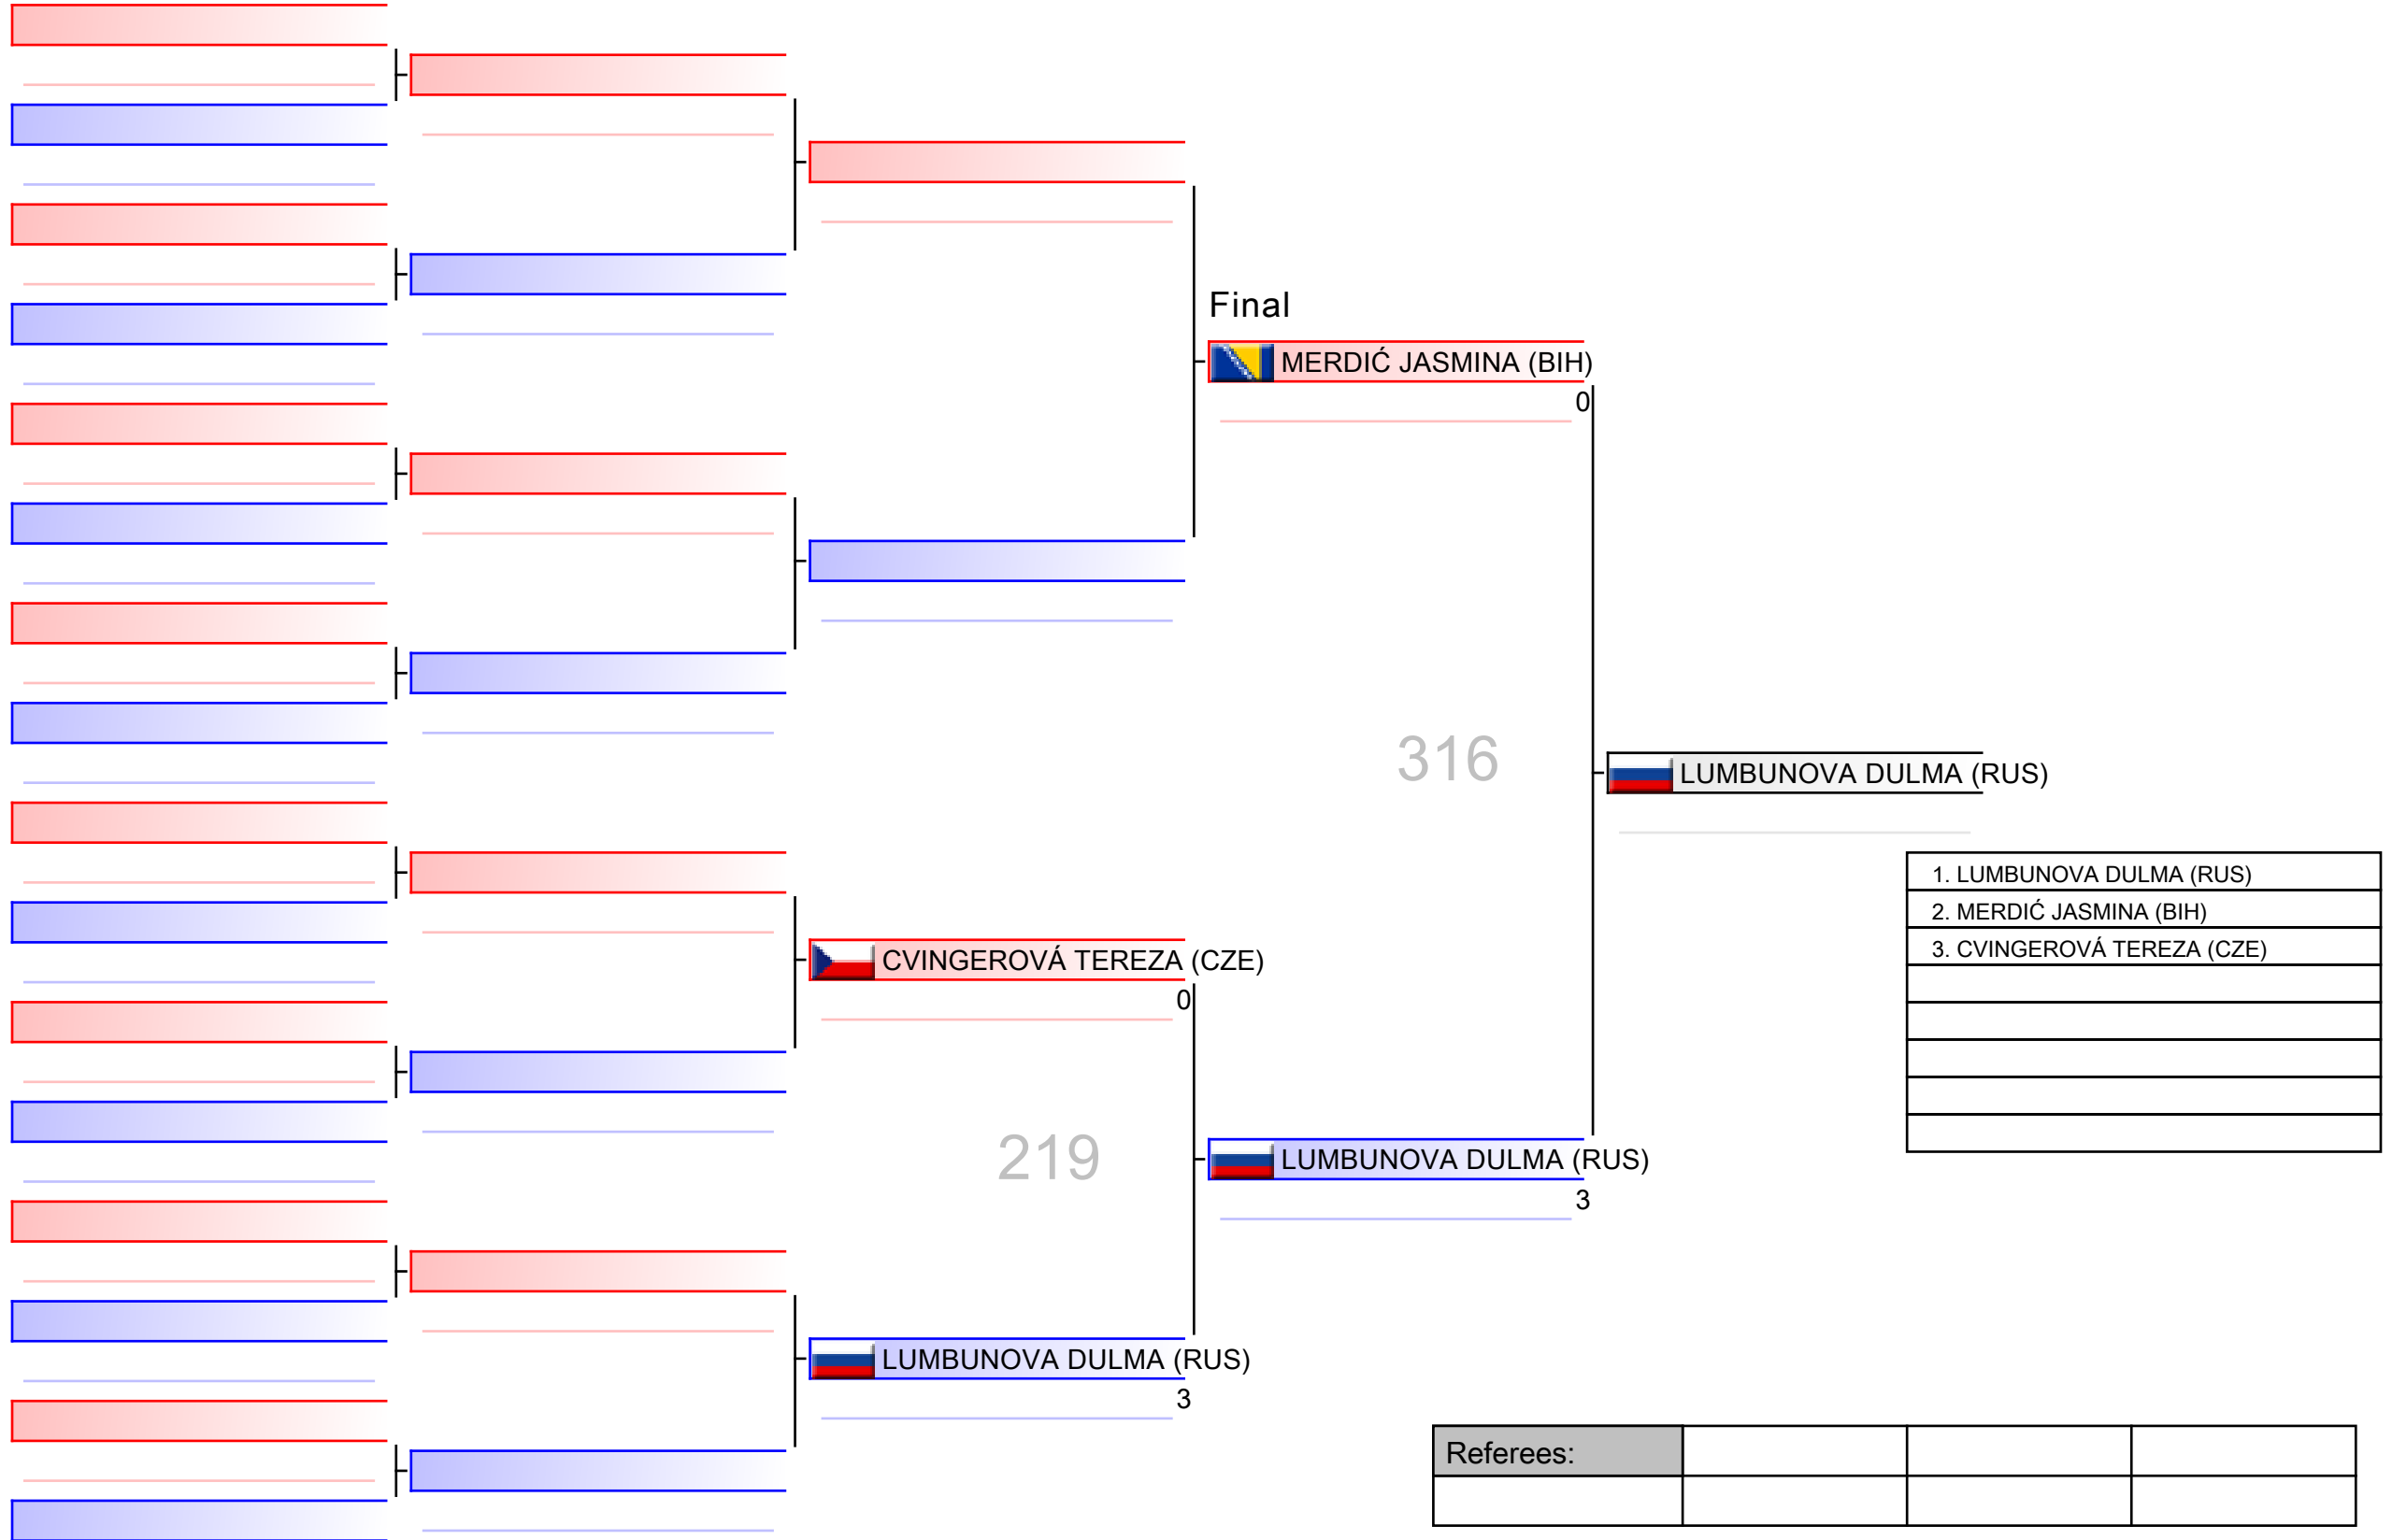 Final
MERDIĆ JASMINA (BIH)
0
316
LUMBUNOVA DULMA (RUS)
1. LUMBUNOVA DULMA (RUS)
2. MERDIĆ JASMINA (BIH)
3. CVINGEROVÁ TEREZA (CZE)
CVINGEROVÁ TEREZA (CZE)
0
219
LUMBUNOVA DULMA (RUS)
3
LUMBUNOVA DULMA (RUS)
3
Referees: